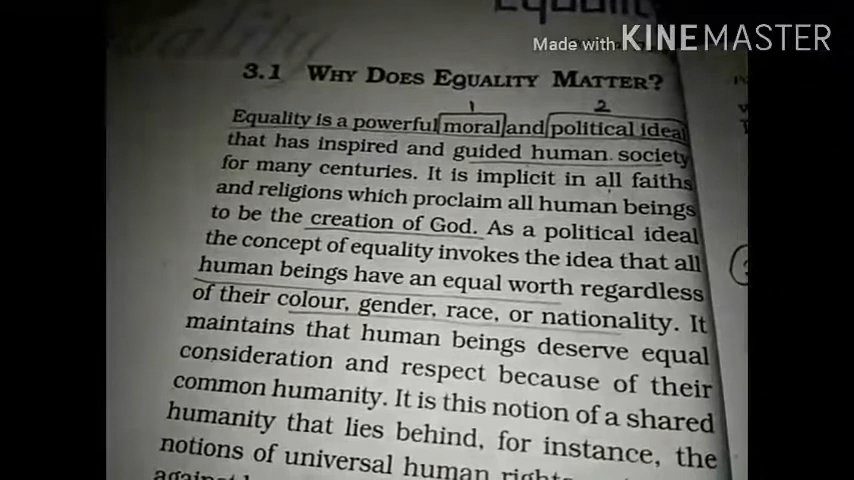 Equality
Made with KINEMASTER
3.1 WHY DOES EQUALITY MATTER?
1 2
Equality is a powerful moral and political ideal
that has inspired and guided human society
for many centuries. It is implicit in all faiths
and religions which proclaim all human beings
to be the creation of God. As a political ideal
the concept of equality invokes the idea that all
human beings have an equal worth regardless
of their colour, gender, race, or nationality. It
maintains that human beings deserve equal
consideration and respect because of their
common humanity. It is this notion of a shared
humanity that lies behind, for instance, the
notions of universal human rights
against